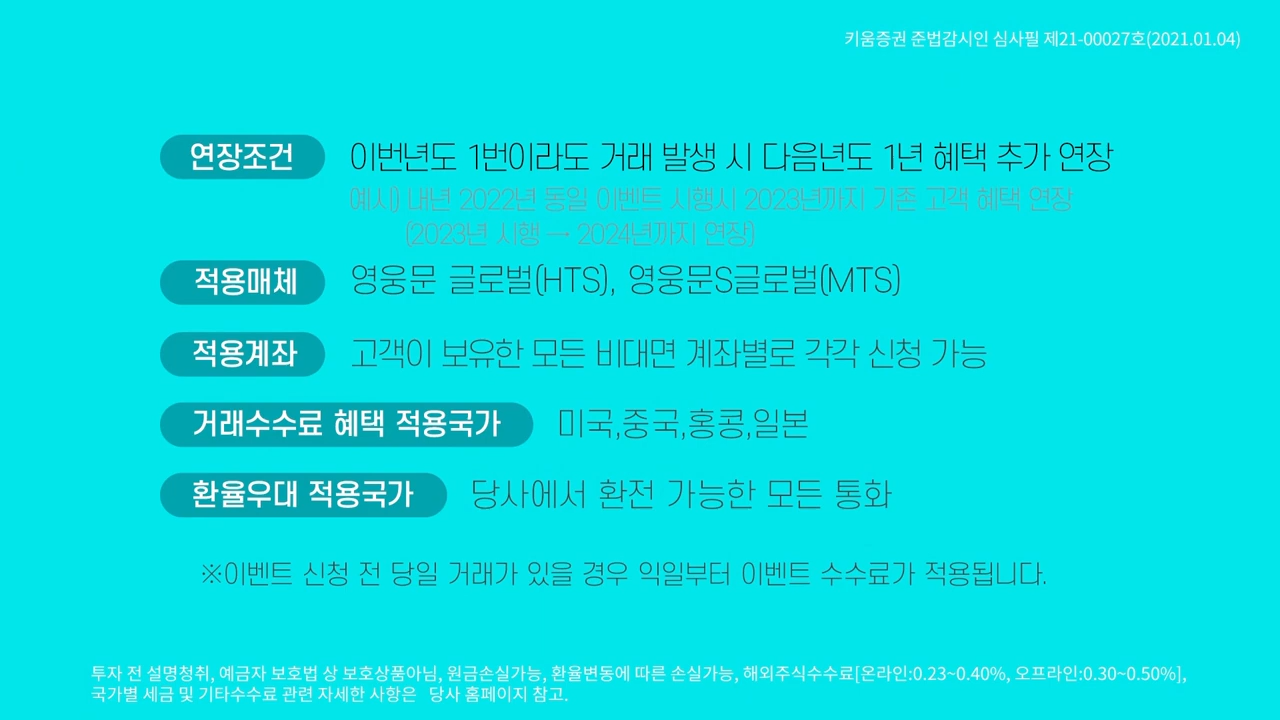 키움증권 준법감시인 심사필 제21-00027호(2021.01.04)
연장조건 이번년도 1번이라도 거래 발생 시 다음년도 1년 혜택 추가 연장
예시) 내년 2022년 동일 이벤트 시행시 2023년까지 기존 고객 혜택 연장
(2023년 시행 → 2024년까지 연장)
적용매체 영웅문 글로벌(HTS), 영웅문S글로벌(MTS)
적용계좌 고객이 보유한 모든 비대면 계좌별로 각각 신청 가능
거래수수료 혜택 적용국가 미국,중국,홍콩,일본
환율우대 적용국가 당사에서 환전 가능한 모든 통화
※이벤트 신청 전 당일 거래가 있을 경우 익일부터 이벤트 수수료가 적용됩니다.
투자 전 설명청취, 예금자 보호법 상 보호상품아님, 원금손실가능, 환율변동에 따른 손실가능, 해외주식수수료[온라인:0.23~0.40%, 오프라인:0.30~0.50%],
국가별 세금 및 기타수수료 관련 자세한 사항은 당사 홈페이지 참고.